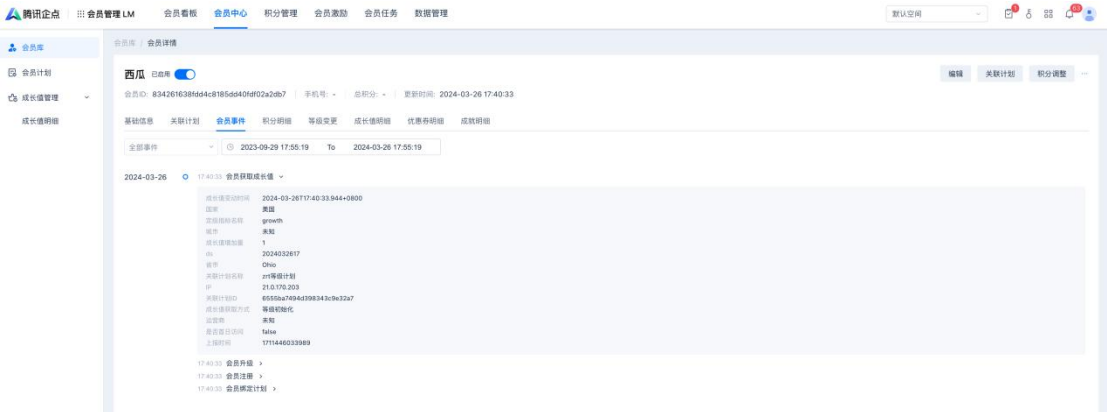 腾讯企点 会员管理 LM 会员看板 会员中心 积分管理 会员激励 会员任务 数据管理 默认空间 63
会员库
会员计划
成长值管理
成长值明细
会员库 / 会员详情
西瓜 已启用 编辑 关联计划 积分调整 ...
会员ID: 834261638fdd4c8185dd40fdf02a2db7 手机号: - 总积分: - 更新时间: 2024-03-26 17:40:33
基础信息 关联计划 会员事件 积分明细 等级变更 成长值明细 优惠券明细 成就明细
全部事件 2023-09-29 17:55:19 To 2024-03-26 17:55:19
2024-03-26 17:40:33 会员获取成长值
成长值变动时间 2024-03-26T17:40:33.944+0800
国家 美国
定级指标名称 growth
城市 未知
成长值增加量 1
ds 2024032617
省市 Ohio
关联计划名称 zrt等级计划
IP 21.0.170.203
关联计划ID 6555ba7494d398343c9e32a7
成长值获取方式 等级初始化
运营商 未知
是否首日访问 false
上报时间 1711446033989
17:40:33 会员升级
17:40:33 会员注册
17:40:33 会员绑定计划